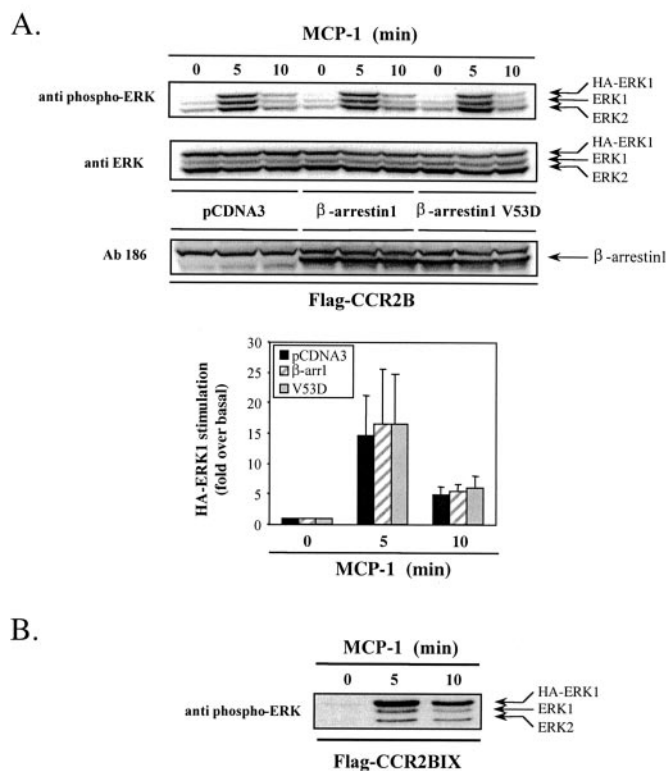 A.
MCP-1 (min)
0 5 10 0 5 10 0 5 10
anti phospho-ERK
HA-ERK1
ERK1
ERK2
anti ERK
HA-ERK1
ERK1
ERK2
pCDNA3 β-arrestin1 β-arrestin1 V53D
Ab 186
β-arrestin1
Flag-CCR2B
HA-ERK1 stimulation
(fold over basal)
30
25
20
15
10
5
0
pCDNA3
β-arr1
V53D
0 5 10
MCP-1 (min)
B.
MCP-1 (min)
0 5 10
anti phospho-ERK
HA-ERK1
ERK1
ERK2
Flag-CCR2BIX